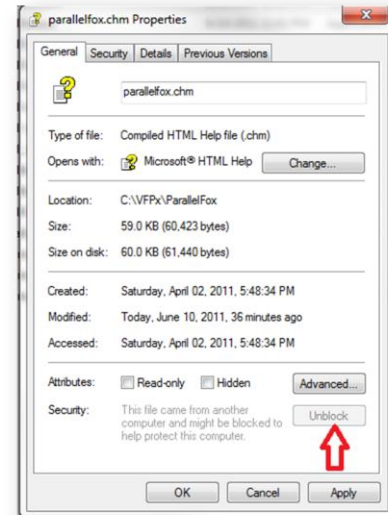 parallelfox.chm Properties
General Security Details Previous Versions
parallelfox.chm
Type of file: Compiled HTML Help file (.chm)
Opens with: Microsoft® HTML Help Change...
Location: C:\VFPx\ParallelFox
Size: 59.0 KB (60,423 bytes)
Size on disk: 60.0 KB (61,440 bytes)
Created: Saturday, April 02, 2011, 5:48:34 PM
Modified: Today, June 10, 2011, 36 minutes ago
Accessed: Saturday, April 02, 2011, 5:48:34 PM
Attributes: Read-only Hidden Advanced...
Security: This file came from another Unblock
computer and might be blocked to
help protect this computer.
OK Cancel Apply